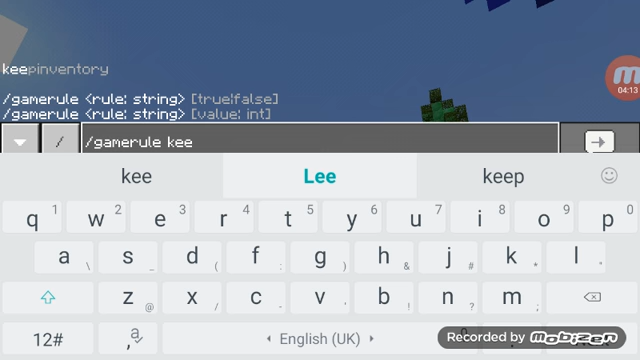 keepinventory
04:13
/gamerule <rule: string> [true|false]
/gamerule <rule: string> [value: int]
/ /gamerule kee
kee Lee keep
q 1 w 2 e 3 r 4 t 5 y 6 u 7 i 8 o 9 p 0
a \ s _ d ( f : g ) h & j # k * l "
z @ x / c - v ' b ! n ? m ;
12# , English (UK)
Recorded by mobizen